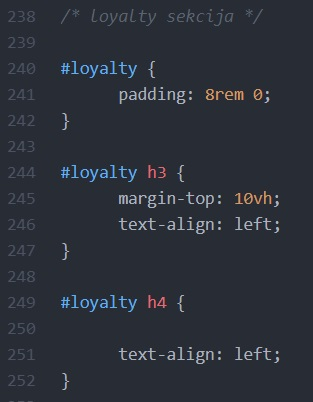 238 /* loyalty sekcija */
239
240 #loyalty {
241 padding: 8rem 0;
242 }
243
244 #loyalty h3 {
245 margin-top: 10vh;
246 text-align: left;
247 }
248
249 #loyalty h4 {
250
251 text-align: left;
252 }